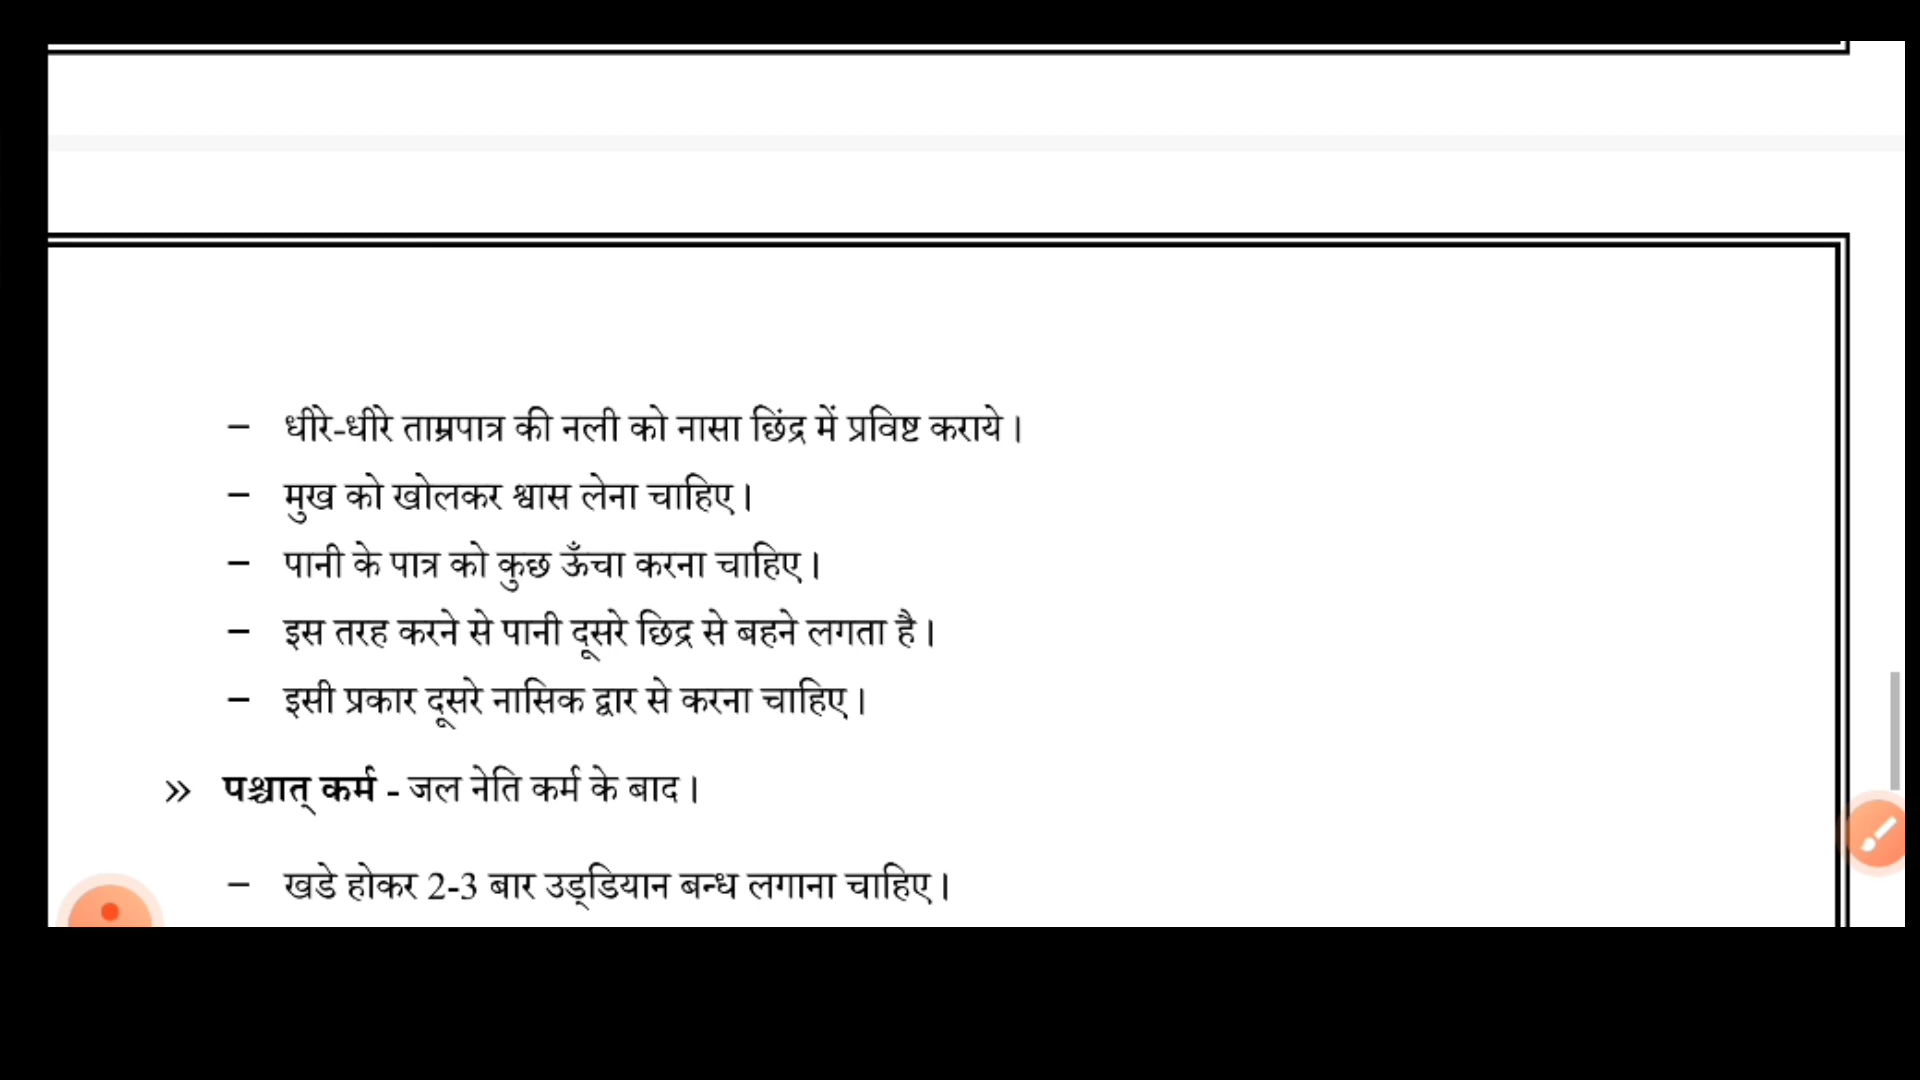 – धीरे-धीरे ताम्रपात्र की नली को नासा छिंद्र में प्रविष्ट कराये।
– मुख को खोलकर श्वास लेना चाहिए।
– पानी के पात्र को कुछ ऊँचा करना चाहिए।
– इस तरह करने से पानी दूसरे छिद्र से बहने लगता है।
– इसी प्रकार दूसरे नासिक द्वार से करना चाहिए।
» पश्चात् कर्म - जल नेति कर्म के बाद।
– खडे होकर 2-3 बार उड्डियान बन्ध लगाना चाहिए।